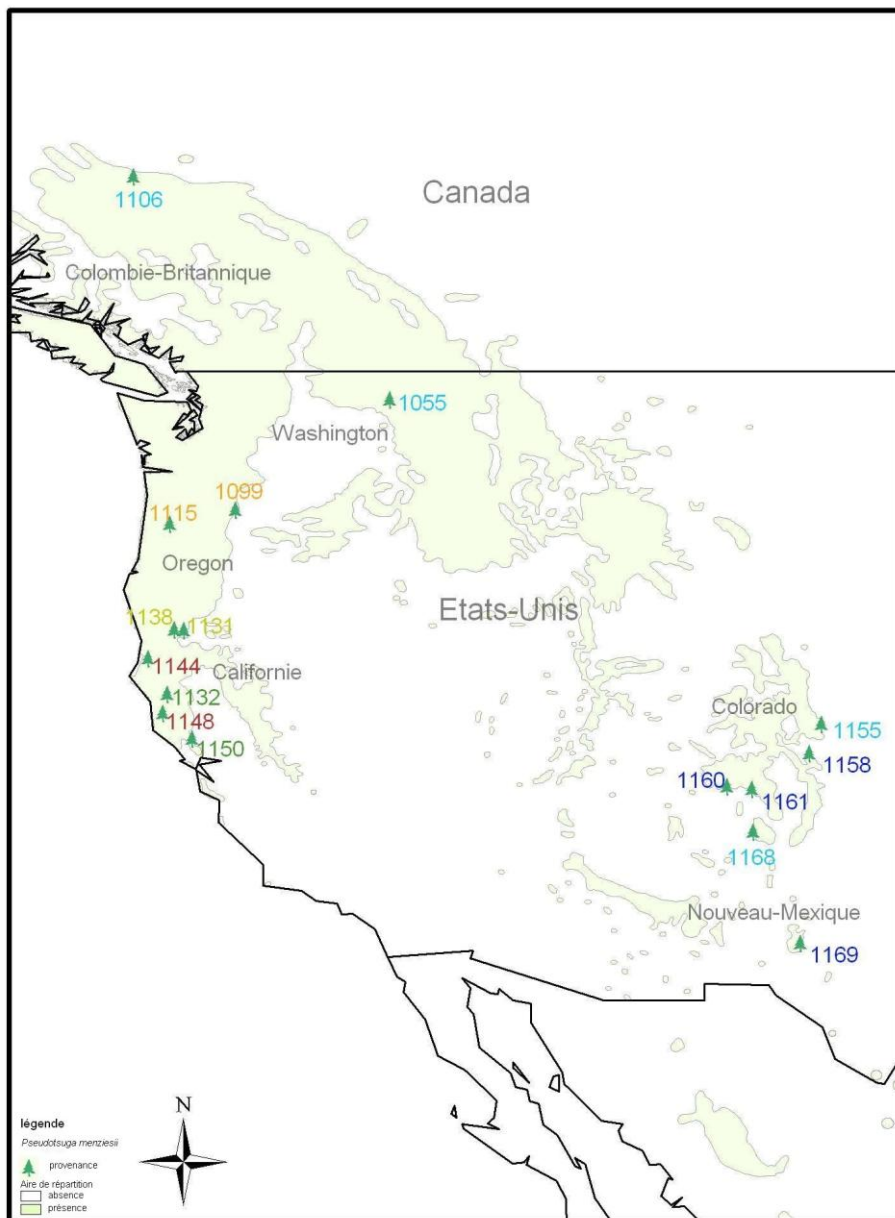 1106
Canada
Colombie-Britannique
1055
Washington
1099
1115
Oregon
Etats-Unis
1138
1131
1144
Californie
1132
1148
1150
Colorado
1155
1158
1160
1161
1168
Nouveau-Mexique
1169
N
légende
Pseudotsuga menziesii
provenance
Aire de répartition
absence
présence